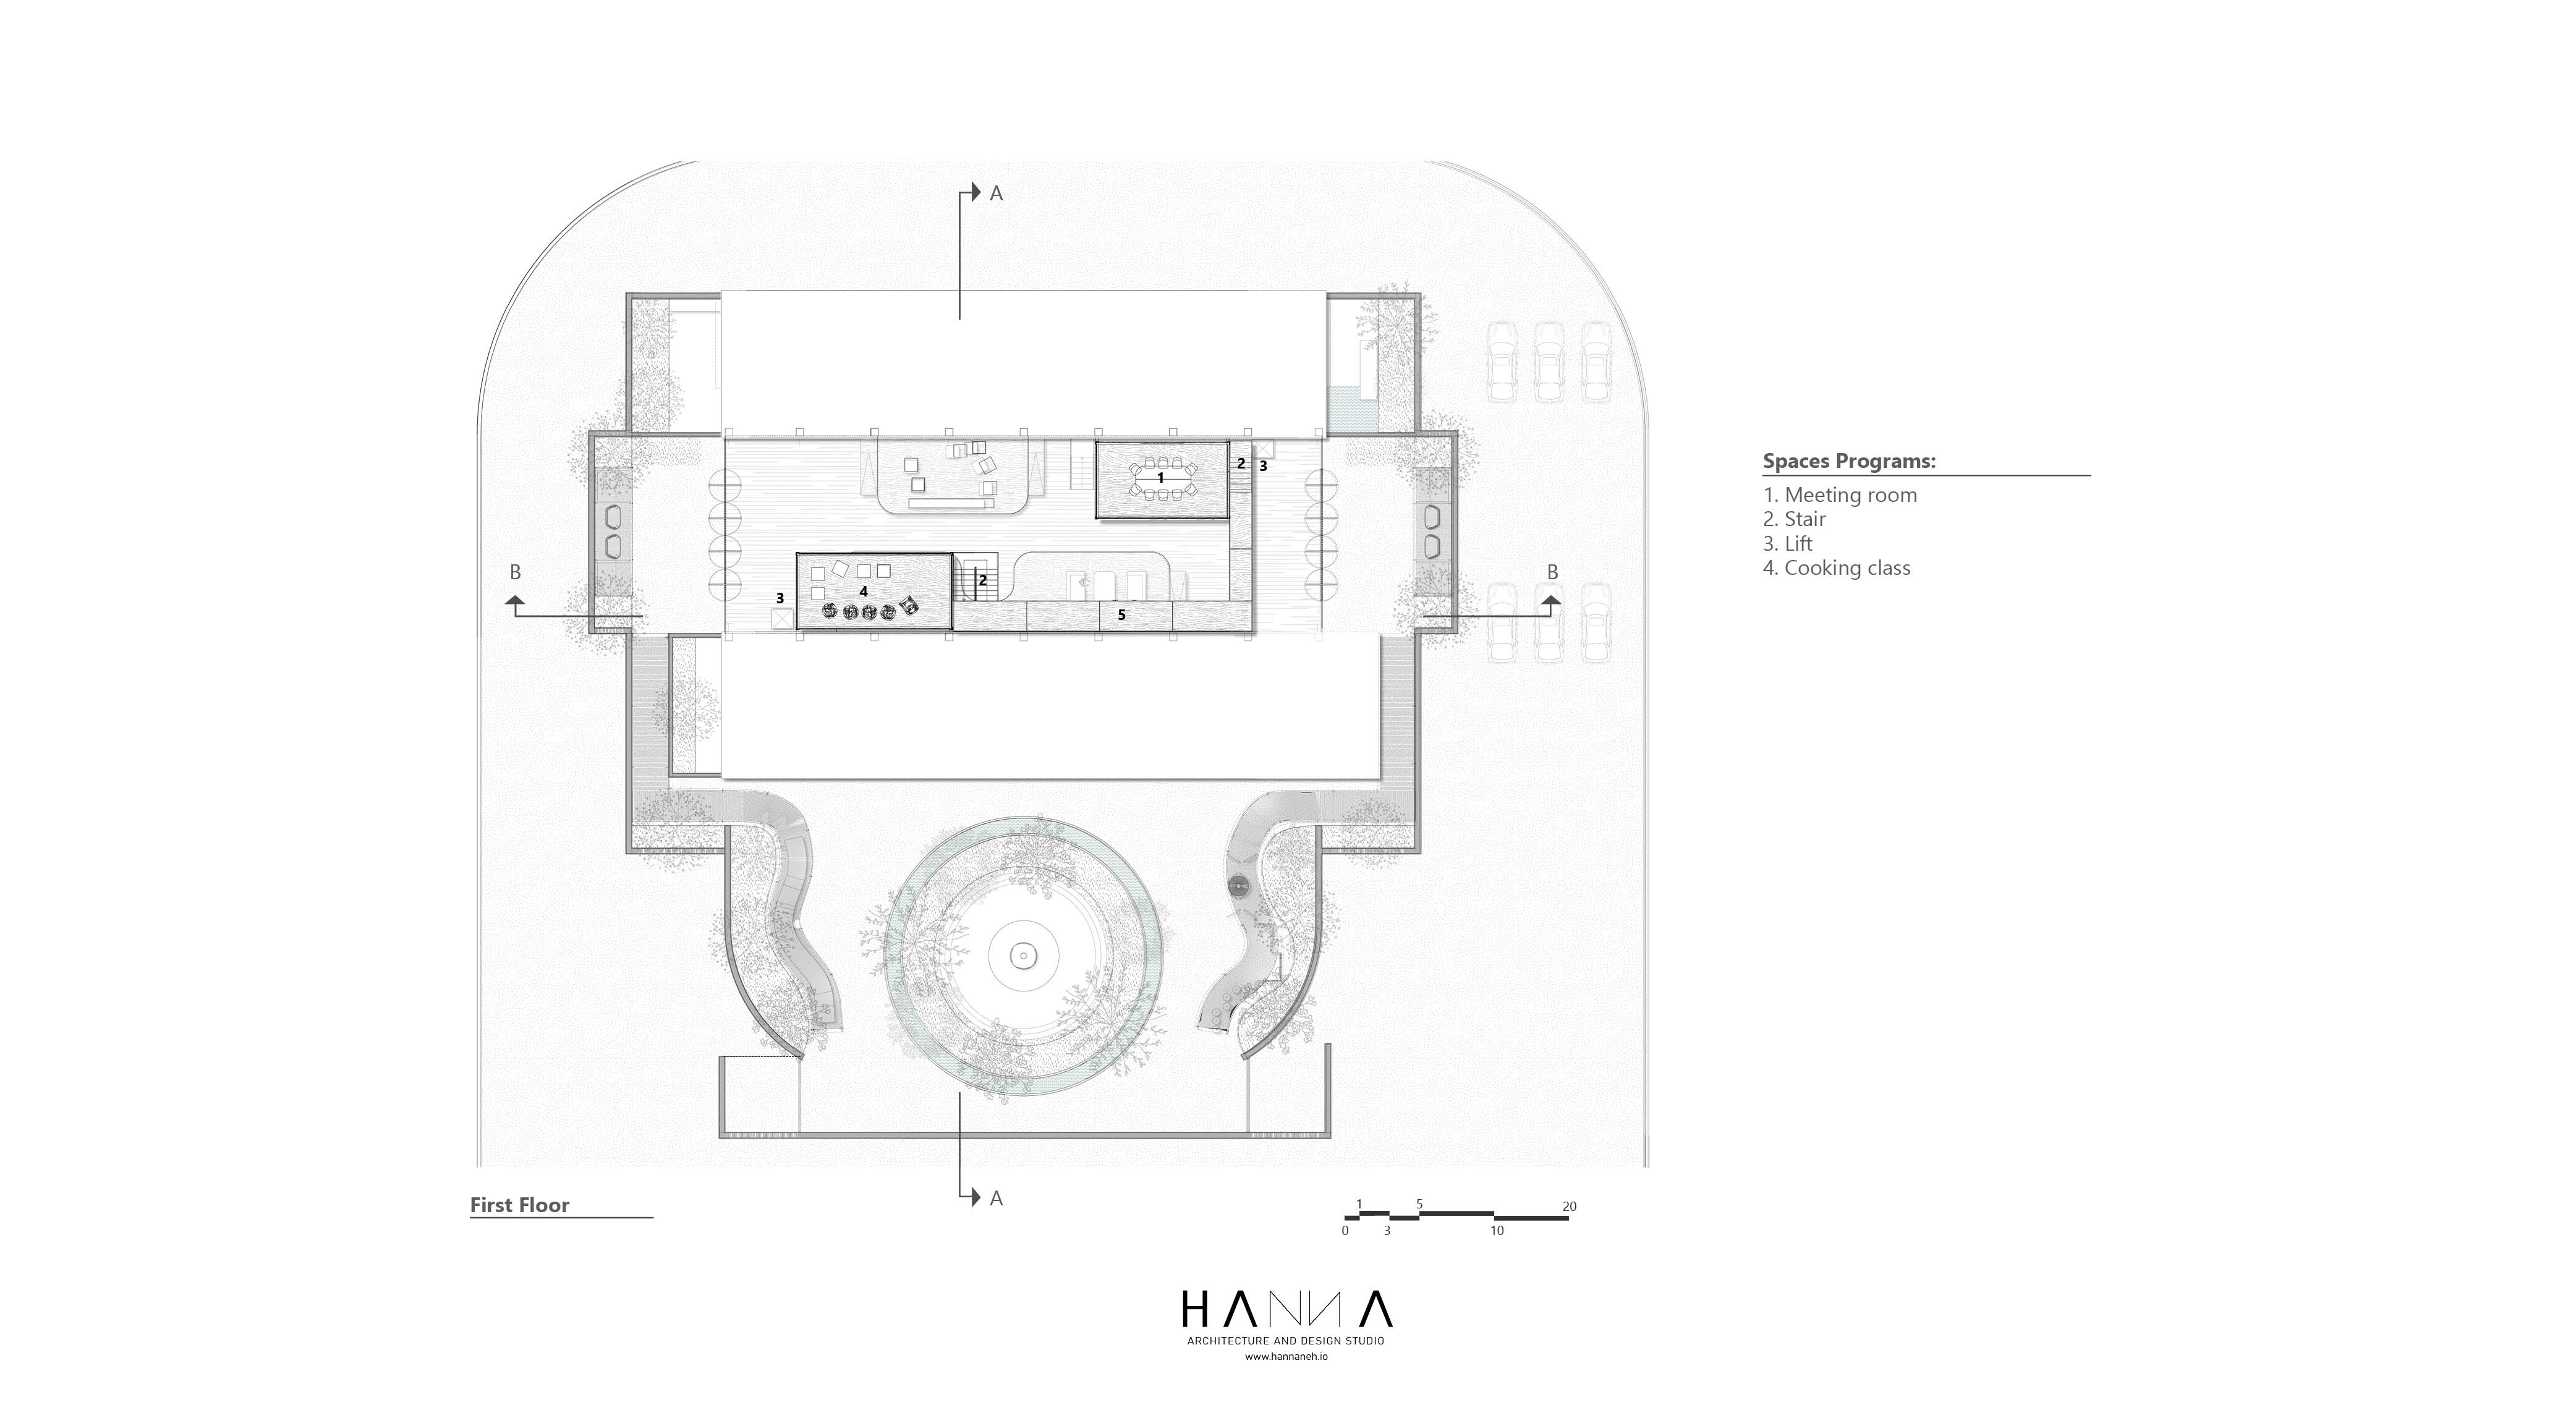 A
1
2
3
Spaces Programs:
1. Meeting room
2. Stair
3. Lift
4. Cooking class
B
B
2
3
4
5
First Floor
A
1
5
20
0
3
10
HANNA
ARCHITECTURE AND DESIGN STUDIO
www.hannaneh.io